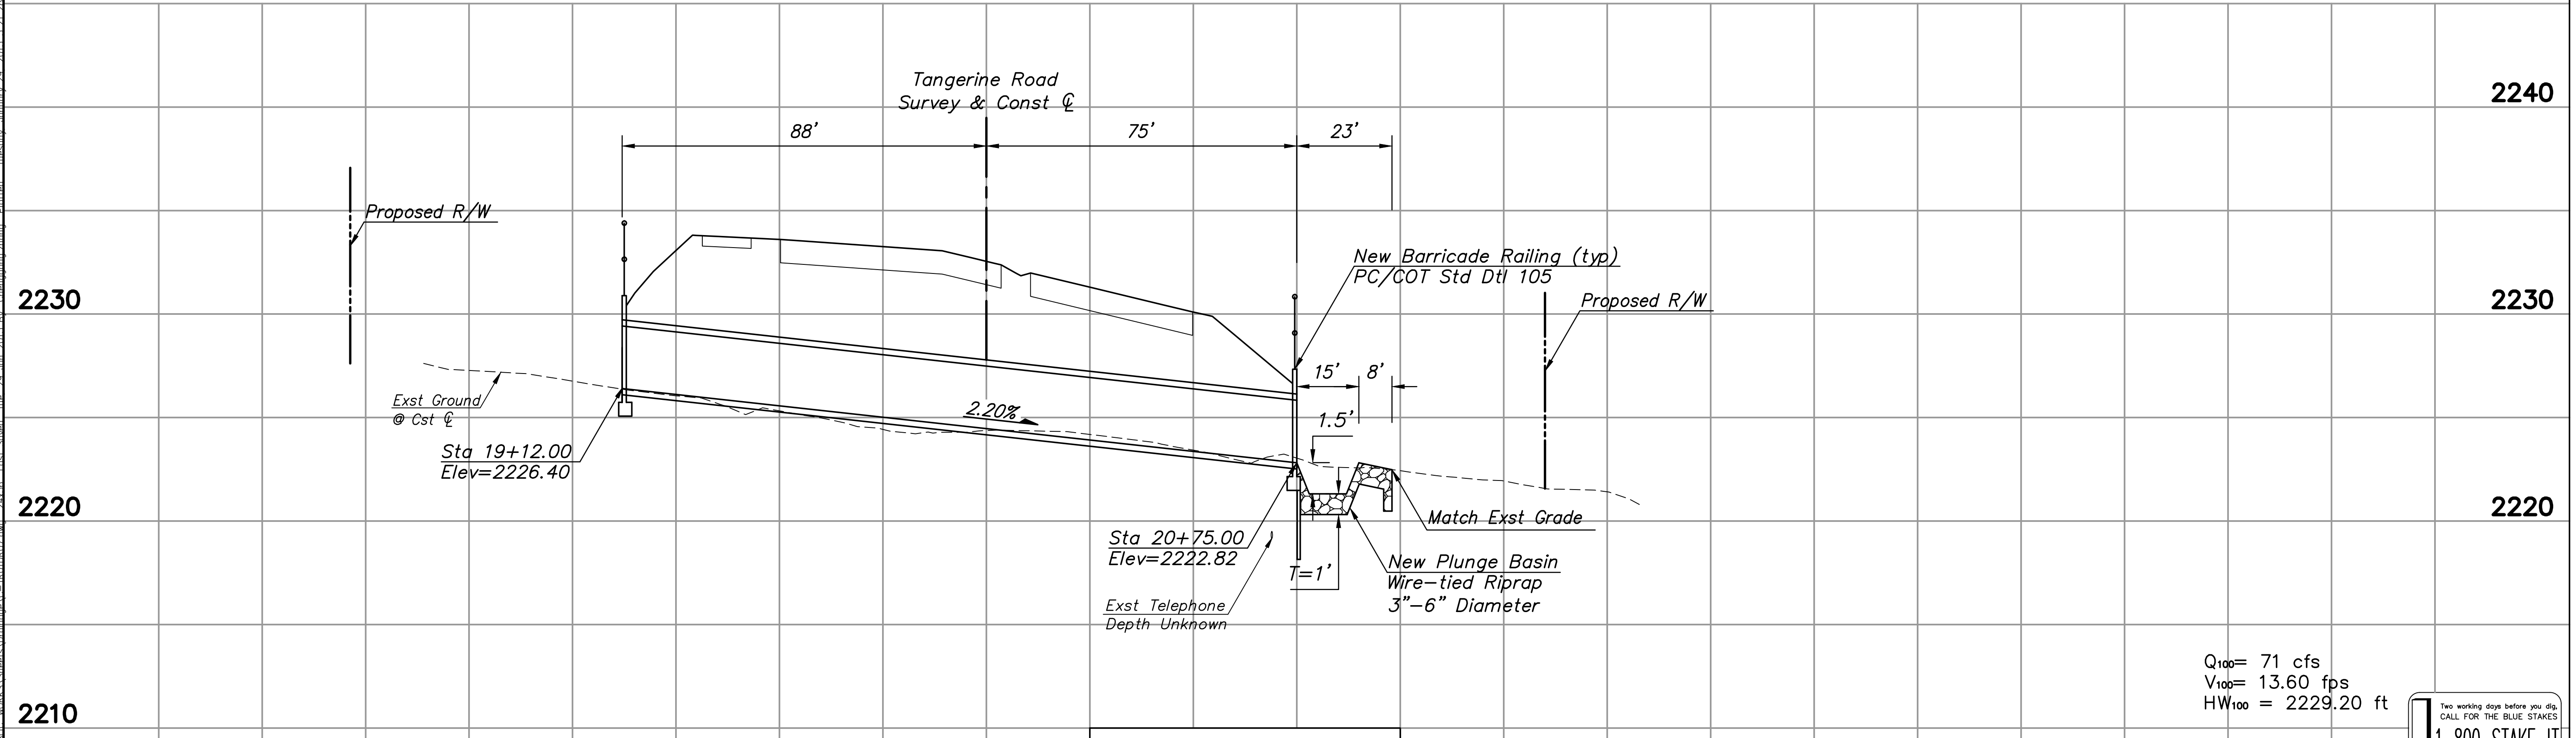 Tangerine Road
Survey & Const ℄
2240
88'
75'
23'
Proposed R/W
New Barricade Railing (typ)
PC/COT Std Dtl 105
2230
2230
Proposed R/W
15'
8'
Exst Ground
@ Cst ℄
2.20%
1.5'
Sta 19+12.00
Elev=2226.40
2220
2220
Match Exst Grade
Sta 20+75.00
Elev=2222.82
New Plunge Basin
Wire-tied Riprap
3"-6" Diameter
T=1'
Exst Telephone
Depth Unknown
Q100= 71 cfs
V100= 13.60 fps
HW100 = 2229.20 ft
2210
Two working days before you dig,
CALL FOR THE BLUE STAKES
1-800-STAKE-IT